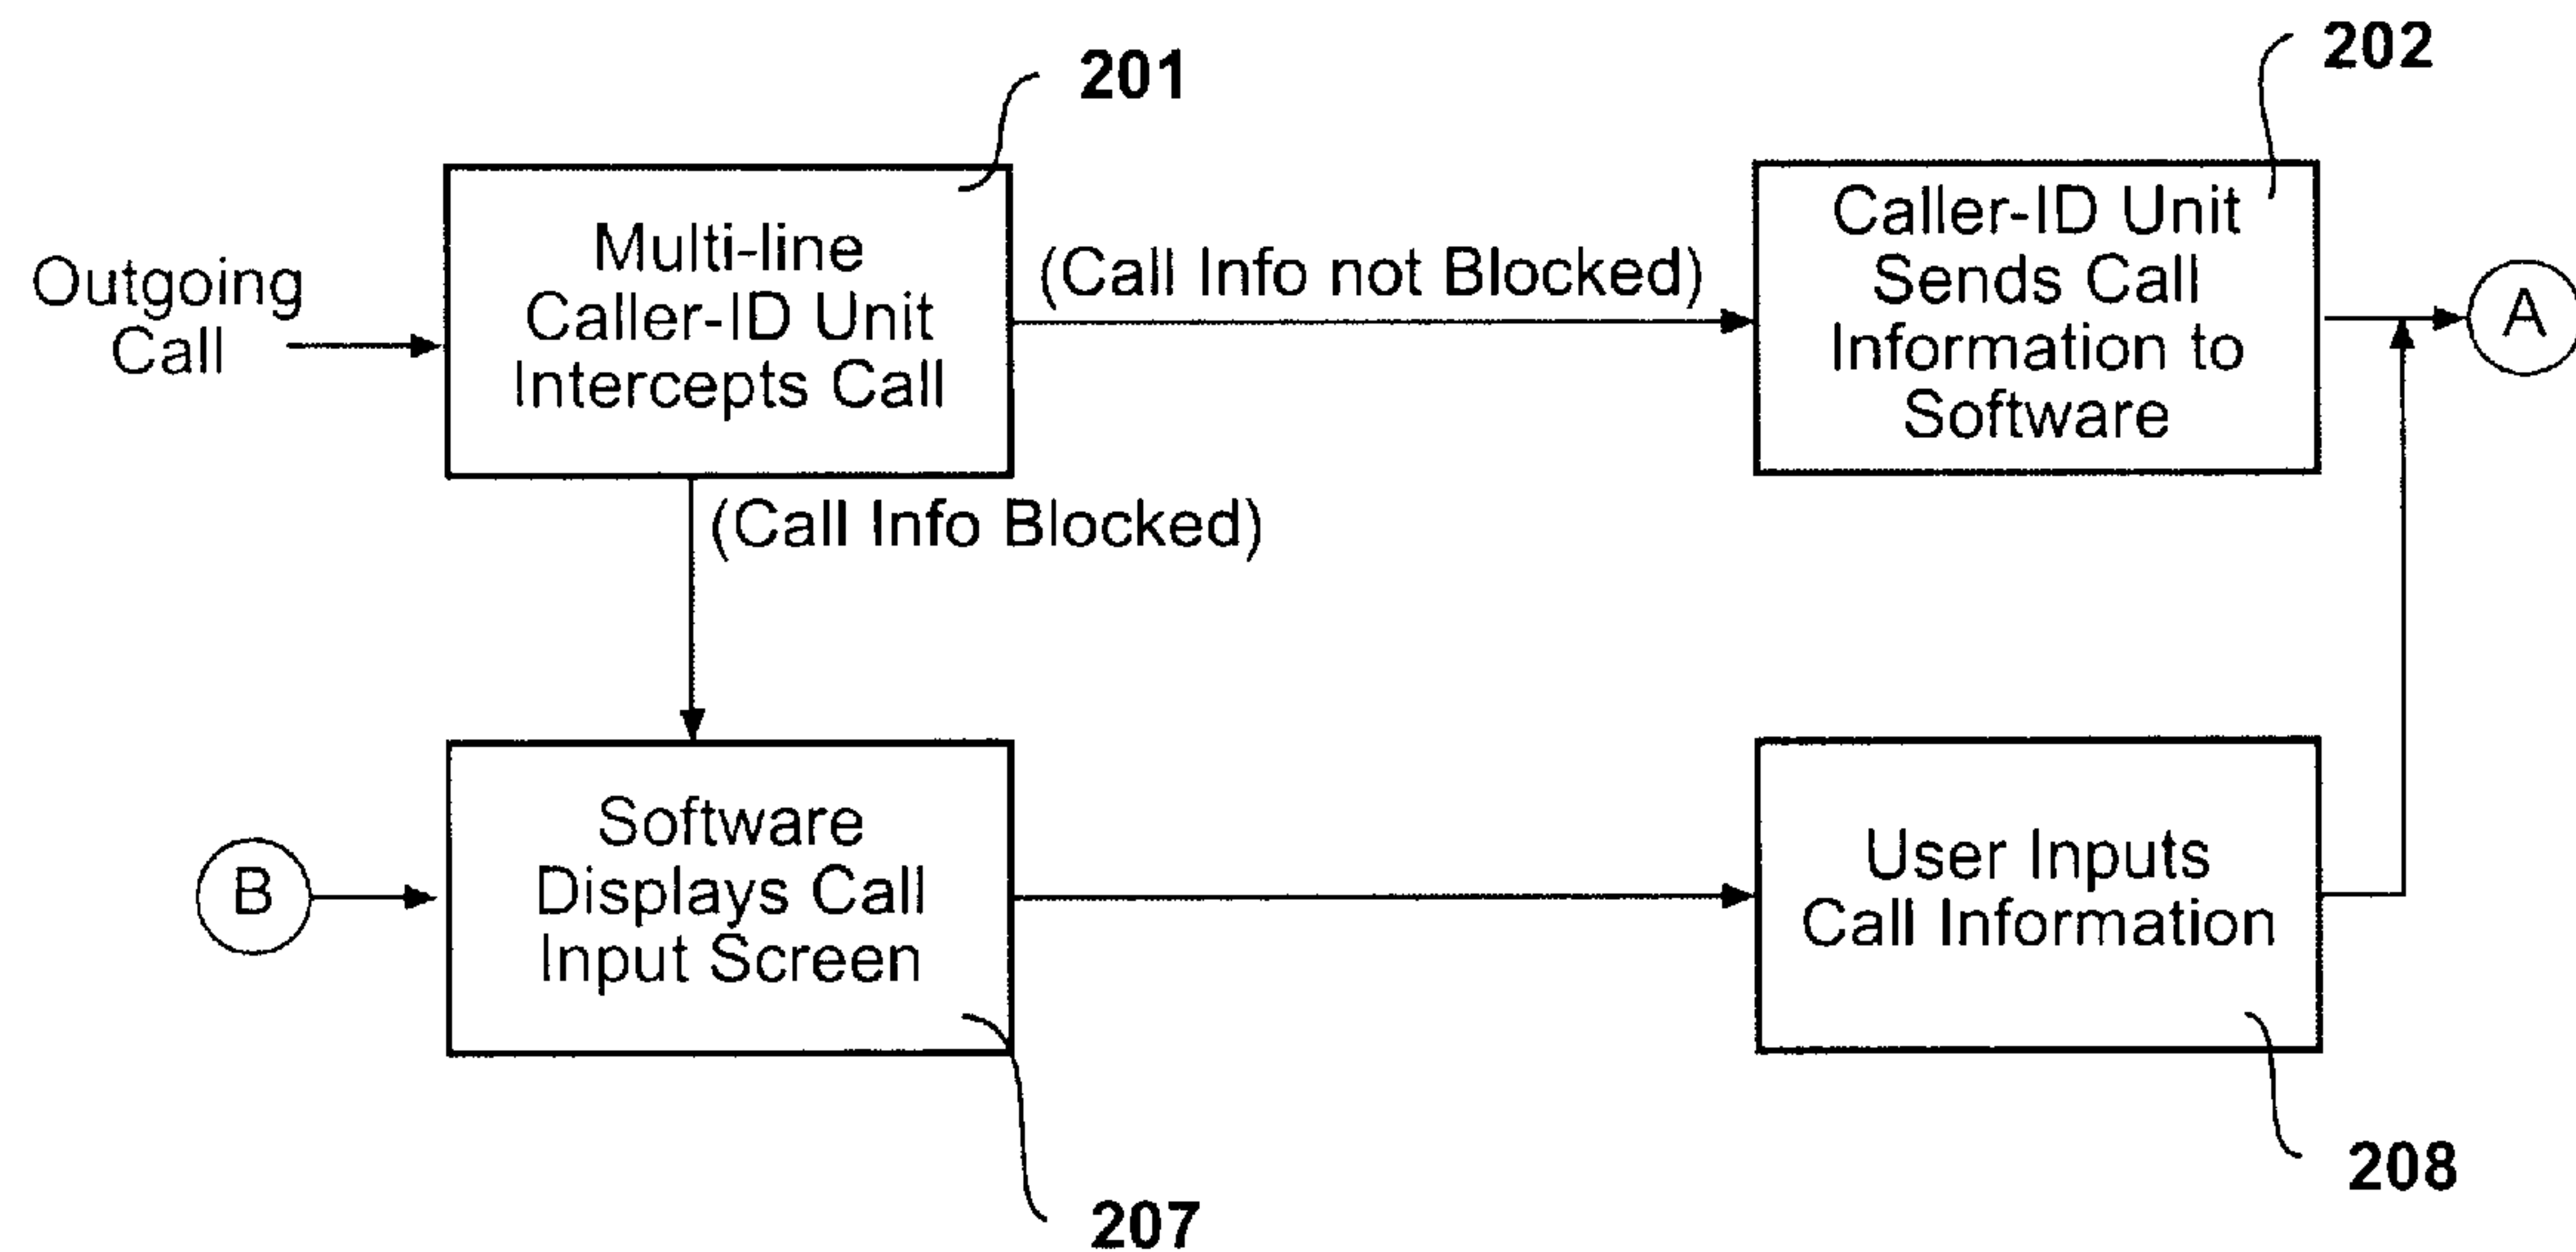 201
202
Outgoing
Call
Multi-line
Caller-ID Unit
Intercepts Call
(Call Info not Blocked)
Caller-ID Unit
Sends Call
Information to
Software
A
(Call Info Blocked)
B
Software
Displays Call
Input Screen
User Inputs
Call Information
207
208